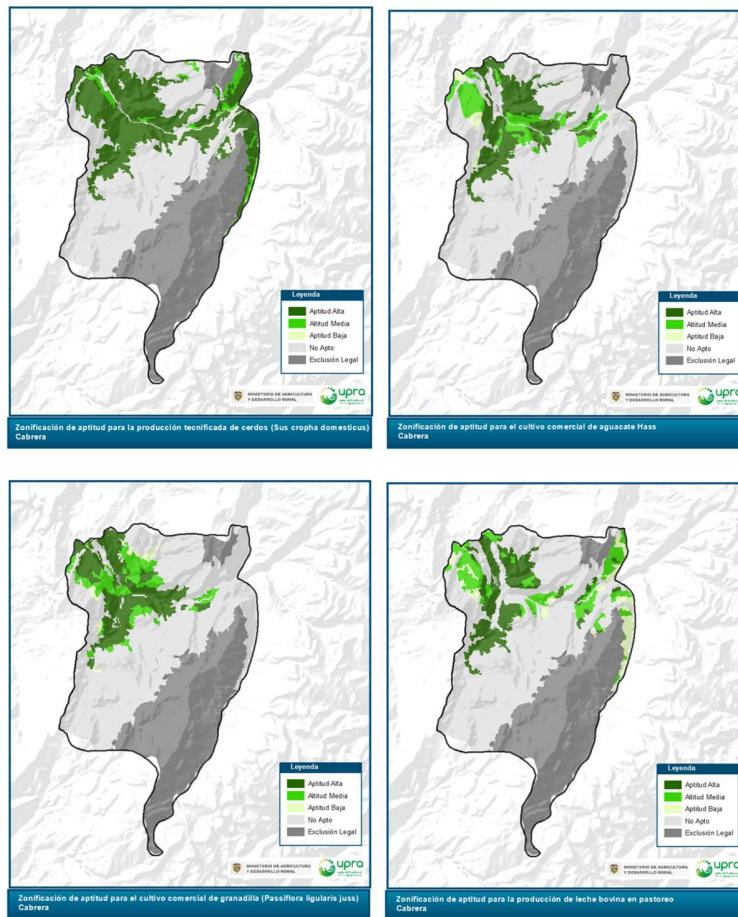 Leyenda
Aptitud Alta
Altitud Media
Aptitud Baja
No Apto
Exclusión Legal
MINISTERIO DE AGRICULTURA
Y DESARROLLO RURAL
upra
Zonificación de aptitud para la producción tecnificada de cerdos (Sus cropha domesticus)
Cabrera
Leyenda
Aptitud Alta
Altitud Media
Aptitud Baja
No Apto
Exclusión Legal
MINISTERIO DE AGRICULTURA
Y DESARROLLO RURAL
upra
Zonificación de aptitud para el cultivo comercial de aguacate Hass
Cabrera
Leyenda
Aptitud Alta
Altitud Media
Aptitud Baja
No Apto
Exclusión Legal
MINISTERIO DE AGRICULTURA
Y DESARROLLO RURAL
upra
Zonificación de aptitud para el cultivo comercial de granadilla (Passiflora ligularis juss)
Cabrera
Leyenda
Aptitud Alta
Altitud Media
Aptitud Baja
No Apto
Exclusión Legal
MINISTERIO DE AGRICULTURA
Y DESARROLLO RURAL
upra
Zonificación de aptitud para la producción de leche bovina en pastoreo
Cabrera